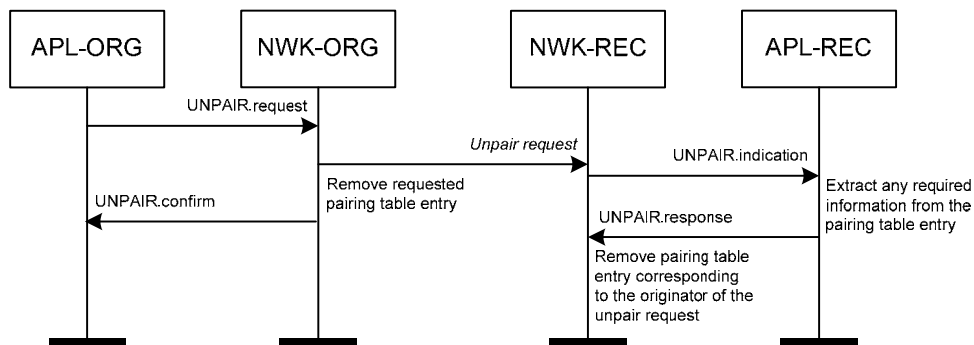 APL-ORG
NWK-ORG
NWK-REC
APL-REC
UNPAIR.request
Unpair request
UNPAIR.indication
Remove requested
pairing table entry
UNPAIR.confirm
Extract any required
information from the
pairing table entry
UNPAIR.response
Remove pairing table
entry corresponding
to the originator of the
unpair request